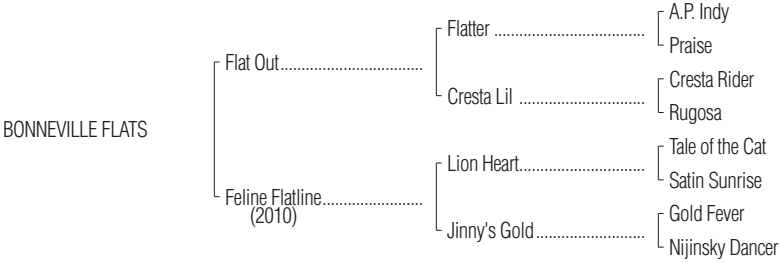 A.P. Indy
Flatter
Praise
Flat Out
Cresta Rider
Cresta Lil
Rugosa
BONNEVILLE FLATS
Tale of the Cat
Lion Heart
Satin Sunrise
Feline Flatline
(2010)
Gold Fever
Jinny's Gold
Nijinsky Dancer